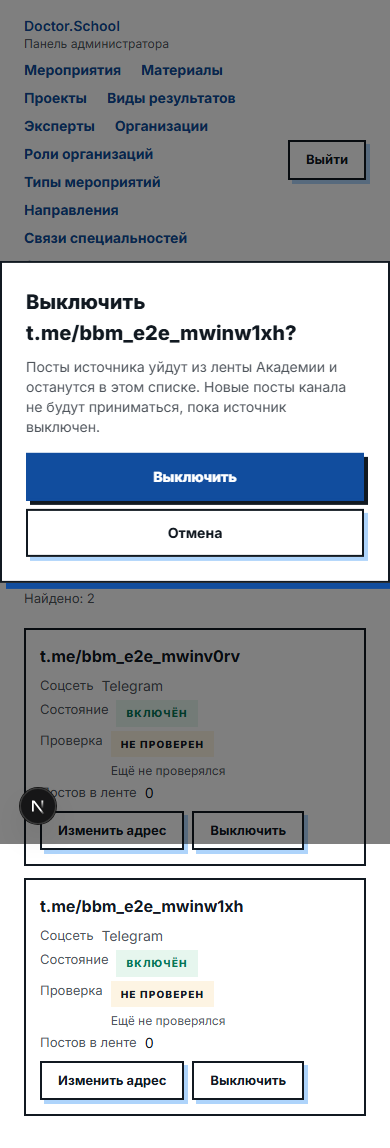 Doctor.School
Панель администратора
Мероприятия Материалы
Проекты Виды результатов
Эксперты Организации
Роли организаций
Выйти
Типы мероприятий
Направления
Связи специальностей
Выключить
t.me/bbm_e2e_mwinw1xh?
Посты источника уйдут из ленты Академии и
останутся в этом списке. Новые посты канала
не будут приниматься, пока источник
выключен.
Выключить
Отмена
Найдено: 2
t.me/bbm_e2e_mwinv0rv
Соцсеть Telegram
Состояние ВКЛЮЧЁН
Проверка НЕ ПРОВЕРЕН
Ещё не проверялся
Постов в ленте 0
N
Изменить адрес Выключить
t.me/bbm_e2e_mwinw1xh
Соцсеть Telegram
Состояние ВКЛЮЧЁН
Проверка НЕ ПРОВЕРЕН
Ещё не проверялся
Постов в ленте 0
Изменить адрес Выключить